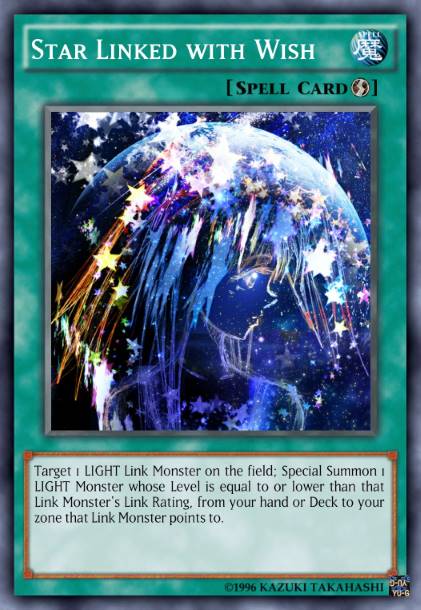 Star Linked with Wish
魔
[Spell Card]
Target 1 LIGHT Link Monster on the field; Special Summon 1
LIGHT Monster whose Level is equal to or lower than that
Link Monster's Link Rating, from your hand or Deck to your
zone that Link Monster points to.
©1996 KAZUKI TAKAHASHI